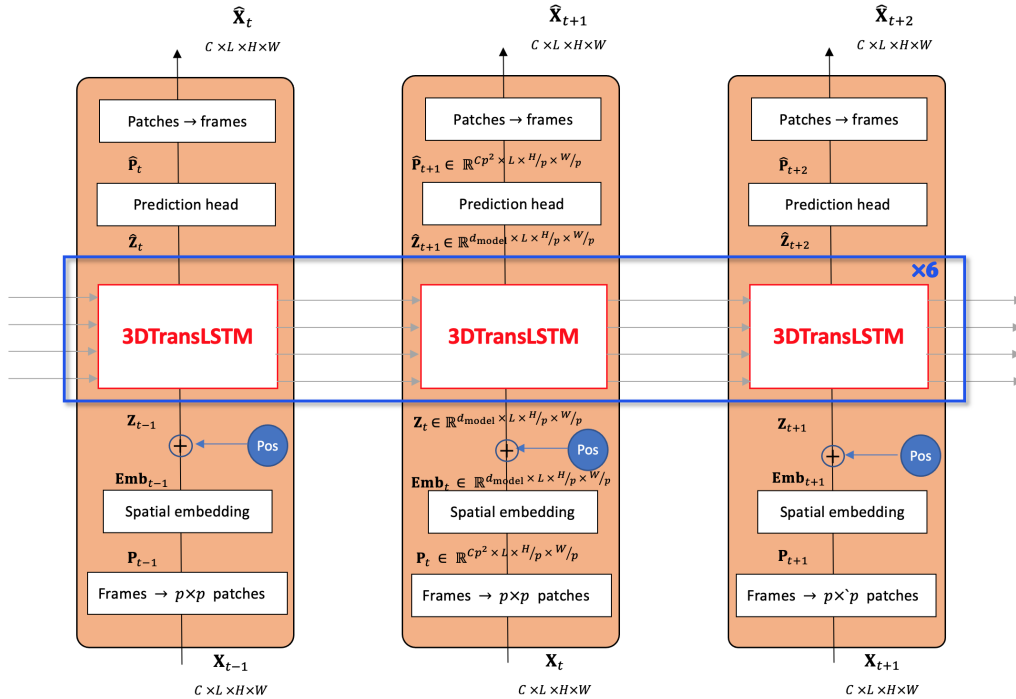 X̂_t
C × L × H × W
Patches → frames
P̂_t
Prediction head
Ẑ_t
3DTransLSTM
Z_{t−1}
Pos
Emb_{t−1}
Spatial embedding
P_{t−1}
Frames → p×p patches
X_{t−1}
C × L × H × W
X̂_{t+1}
C × L × H × W
Patches → frames
P̂_{t+1} ∈ ℝ^{Cp² × L × H/p × W/p}
Prediction head
Ẑ_{t+1} ∈ ℝ^{d_model × L × H/p × W/p}
3DTransLSTM
Z_t ∈ ℝ^{d_model × L × H/p × W/p}
Pos
Emb_t ∈ ℝ^{d_model × L × H/p × W/p}
Spatial embedding
P_t ∈ ℝ^{Cp² × L × H/p × W/p}
Frames → p×p patches
X_t
C × L × H × W
X̂_{t+2}
C × L × H × W
Patches → frames
P̂_{t+2}
Prediction head
Ẑ_{t+2}
×6
3DTransLSTM
Z_{t+1}
Pos
Emb_{t+1}
Spatial embedding
P_{t+1}
Frames → p×`p patches
X_{t+1}
C × L × H × W